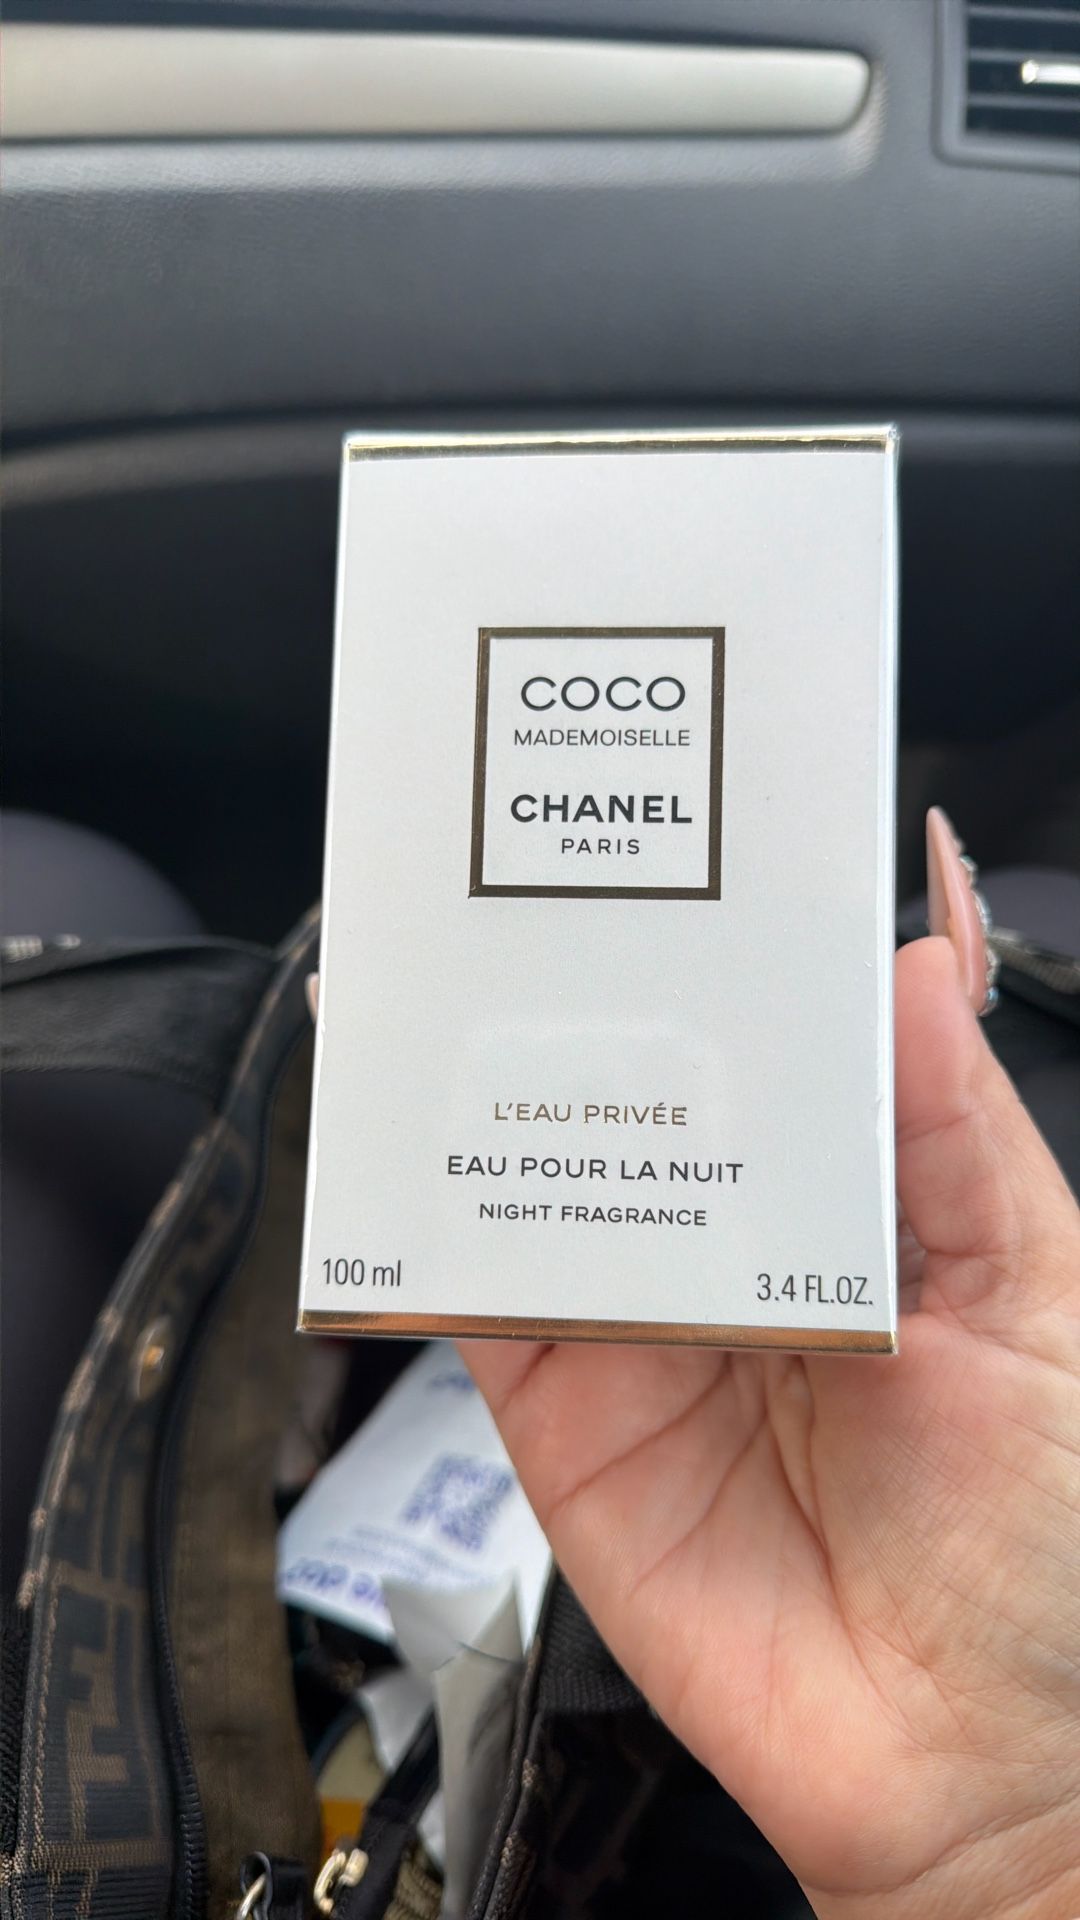 COCO
MADEMOISELLE
CHANEL
PARIS
L'EAU PRIVÉE
EAU POUR LA NUIT
NIGHT FRAGRANCE
100 ml
3.4 FL.OZ.